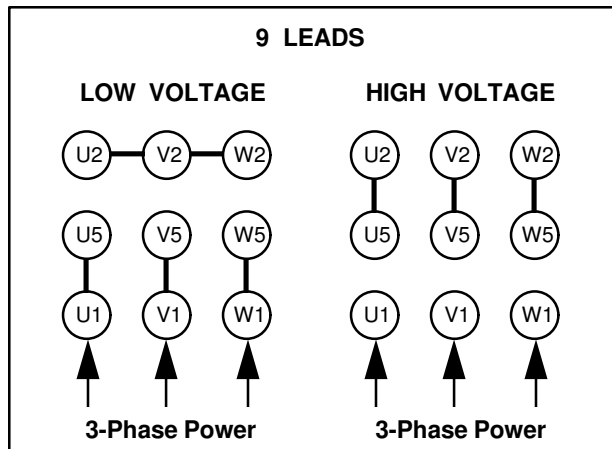 9 LEADS
LOW VOLTAGE
HIGH VOLTAGE
U2 V2 W2
U2 V2 W2
U5 V5 W5
U5 V5 W5
U1 V1 W1
U1 V1 W1
3-Phase Power
3-Phase Power